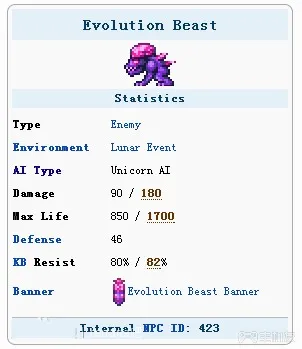 Evolution Beast
Statistics
Type Enemy
Environment Lunar Event
AI Type Unicorn AI
Damage 90 / 180
Max Life 850 / 1700
Defense 46
KB Resist 80% / 82%
Banner Evolution Beast Banner
Internal NPC ID: 423